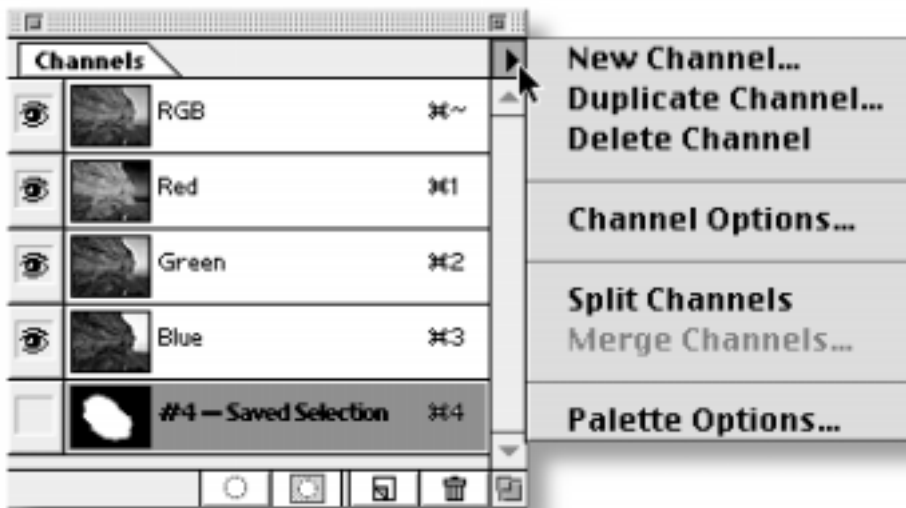 Channels
RGB ⌘~
Red ⌘1
Green ⌘2
Blue ⌘3
#4 — Saved Selection ⌘4
New Channel...
Duplicate Channel...
Delete Channel
Channel Options...
Split Channels
Merge Channels...
Palette Options...